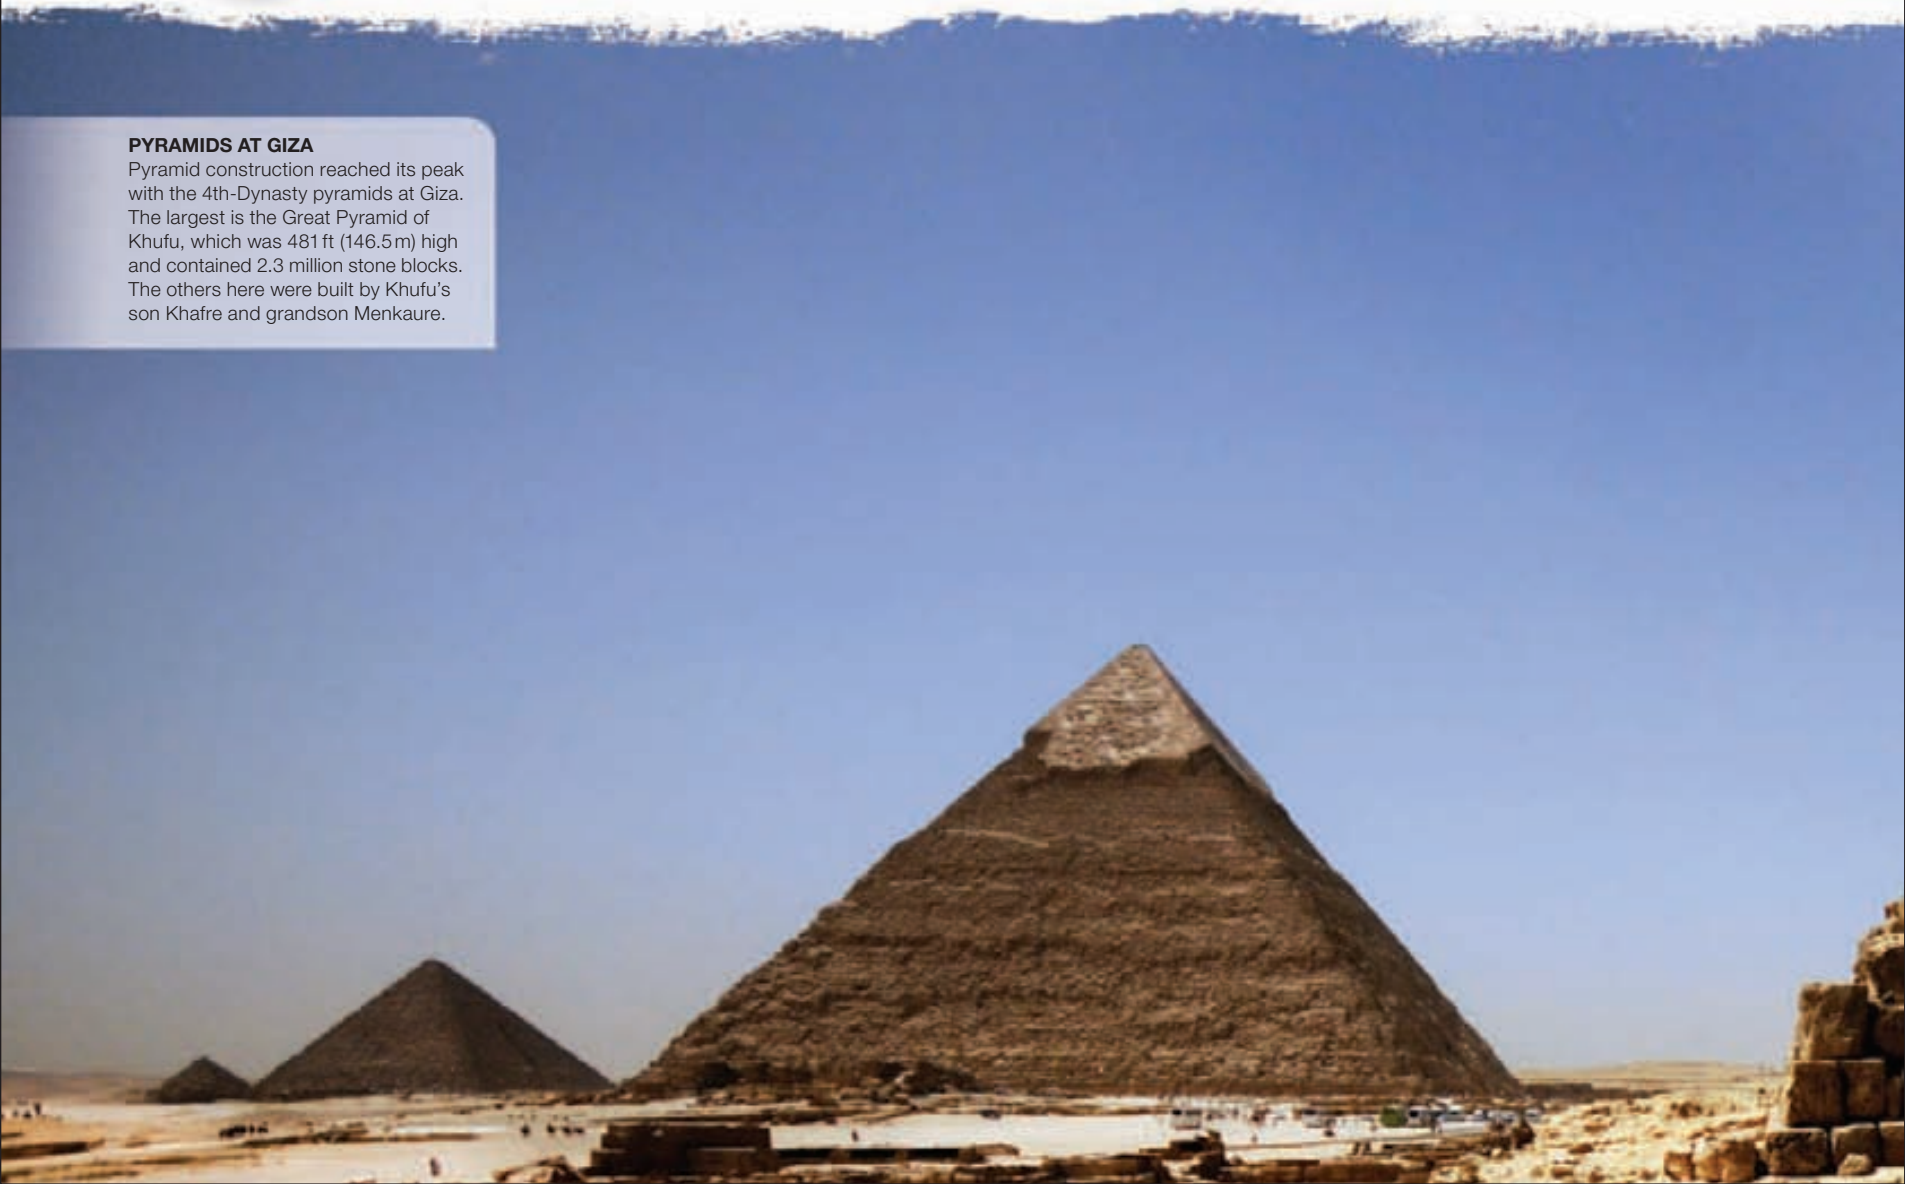 PYRAMIDS AT GIZA
Pyramid construction reached its peak
with the 4th-Dynasty pyramids at Giza.
The largest is the Great Pyramid of
Khufu, which was 481 ft (146.5 m) high
and contained 2.3 million stone blocks.
The others here were built by Khufu’s
son Khafre and grandson Menkaure.